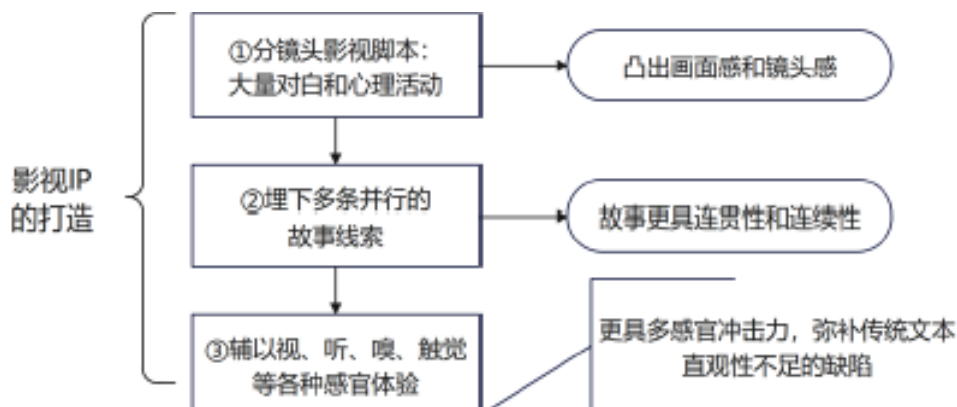 ①分镜头影视脚本：
大量对白和心理活动
凸出画面感和镜头感
影视IP
的打造
②埋下多条并行的
故事线索
故事更具连贯性和连续性
③辅以视、听、嗅、触觉
等各种感官体验
更具多感官冲击力，弥补传统文本
直观性不足的缺陷